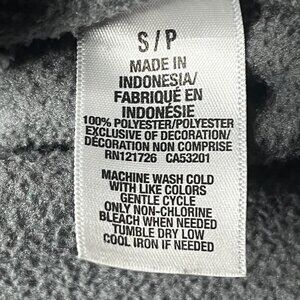 S/P
MADE IN
INDONESIA/
FABRIQUÉ EN
INDONÉSIE
100% POLYESTER/POLYESTER
EXCLUSIVE OF DECORATION/
DÉCORATION NON COMPRISE
RN121726 CA53201
MACHINE WASH COLD
WITH LIKE COLORS
GENTLE CYCLE
ONLY NON-CHLORINE
BLEACH WHEN NEEDED
TUMBLE DRY LOW
COOL IRON IF NEEDED